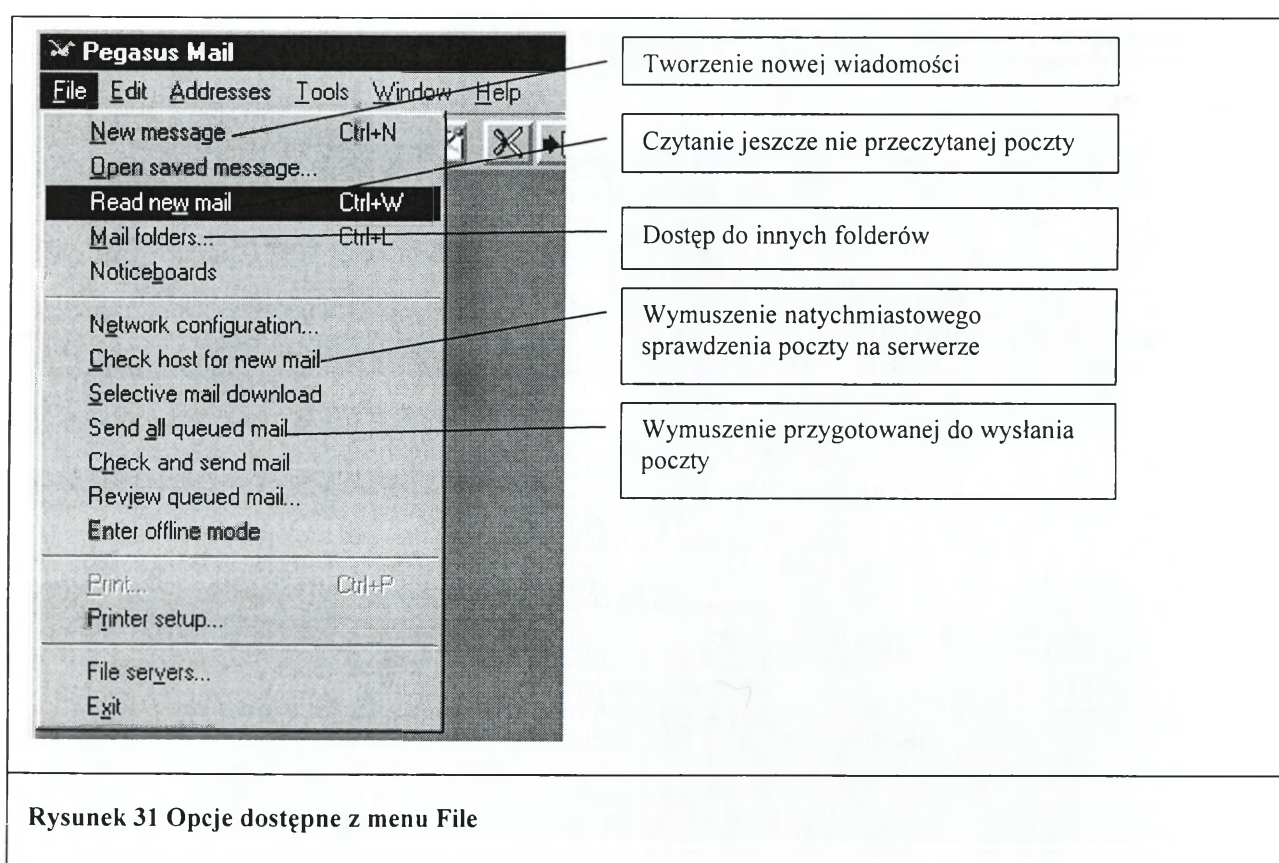 Pegasus Mail
File Edit Addresses Tools Window Help
New message Ctrl+N
Open saved message...
Read new mail Ctrl+W
Mail folders... Ctrl+L
Noticeboards
Network configuration...
Check host for new mail
Selective mail download
Send all queued mail
Check and send mail
Review queued mail...
Enter offline mode
Print... Ctrl+P
Printer setup...
File servers...
Exit
Tworzenie nowej wiadomości
Czytanie jeszcze nie przeczytanej poczty
Dostęp do innych folderów
Wymuszenie natychmiastowego
sprawdzenia poczty na serwerze
Wymuszenie przygotowanej do wysłania
poczty
Rysunek 31 Opcje dostępne z menu File